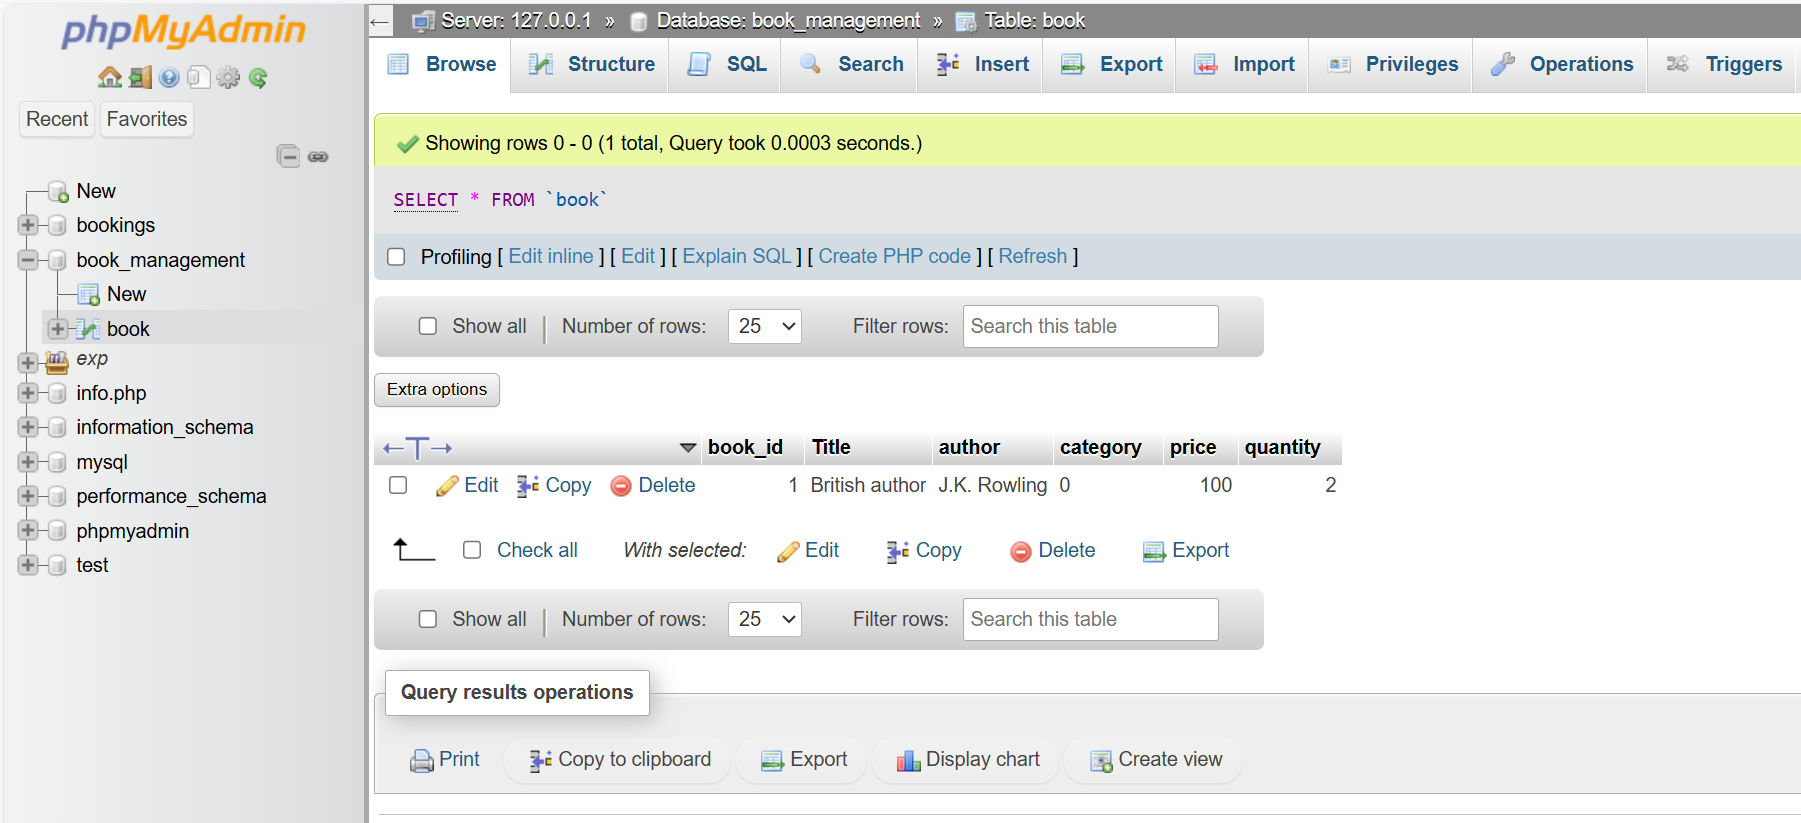 phpMyAdmin
Recent Favorites
New
bookings
book_management
New
book
exp
info.php
information_schema
mysql
performance_schema
phpmyadmin
test
Server: 127.0.0.1 » Database: book_management » Table: book
Browse Structure SQL Search Insert Export Import Privileges Operations Triggers
Showing rows 0 - 0 (1 total, Query took 0.0003 seconds.)
SELECT * FROM `book`
Profiling [ Edit inline ] [ Edit ] [ Explain SQL ] [ Create PHP code ] [ Refresh ]
Show all | Number of rows: 25 Filter rows: Search this table
Extra options
←T→ book_id Title author category price quantity
Edit Copy Delete 1 British author J.K. Rowling 0 100 2
Check all With selected: Edit Copy Delete Export
Show all | Number of rows: 25 Filter rows: Search this table
Query results operations
Print Copy to clipboard Export Display chart Create view